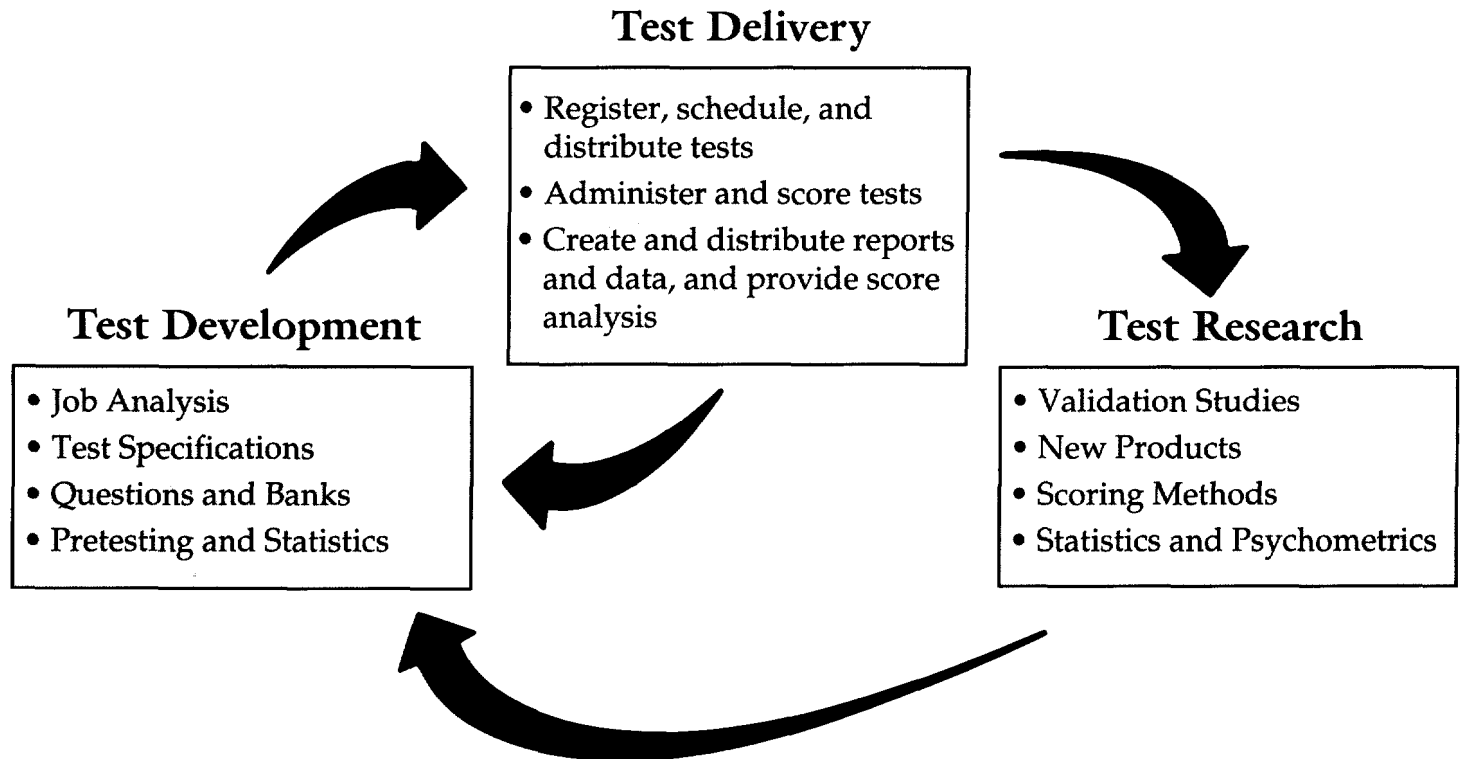 Test Delivery
• Register, schedule, and
distribute tests
• Administer and score tests
• Create and distribute reports
and data, and provide score
analysis
Test Development
• Job Analysis
• Test Specifications
• Questions and Banks
• Pretesting and Statistics
Test Research
• Validation Studies
• New Products
• Scoring Methods
• Statistics and Psychometrics